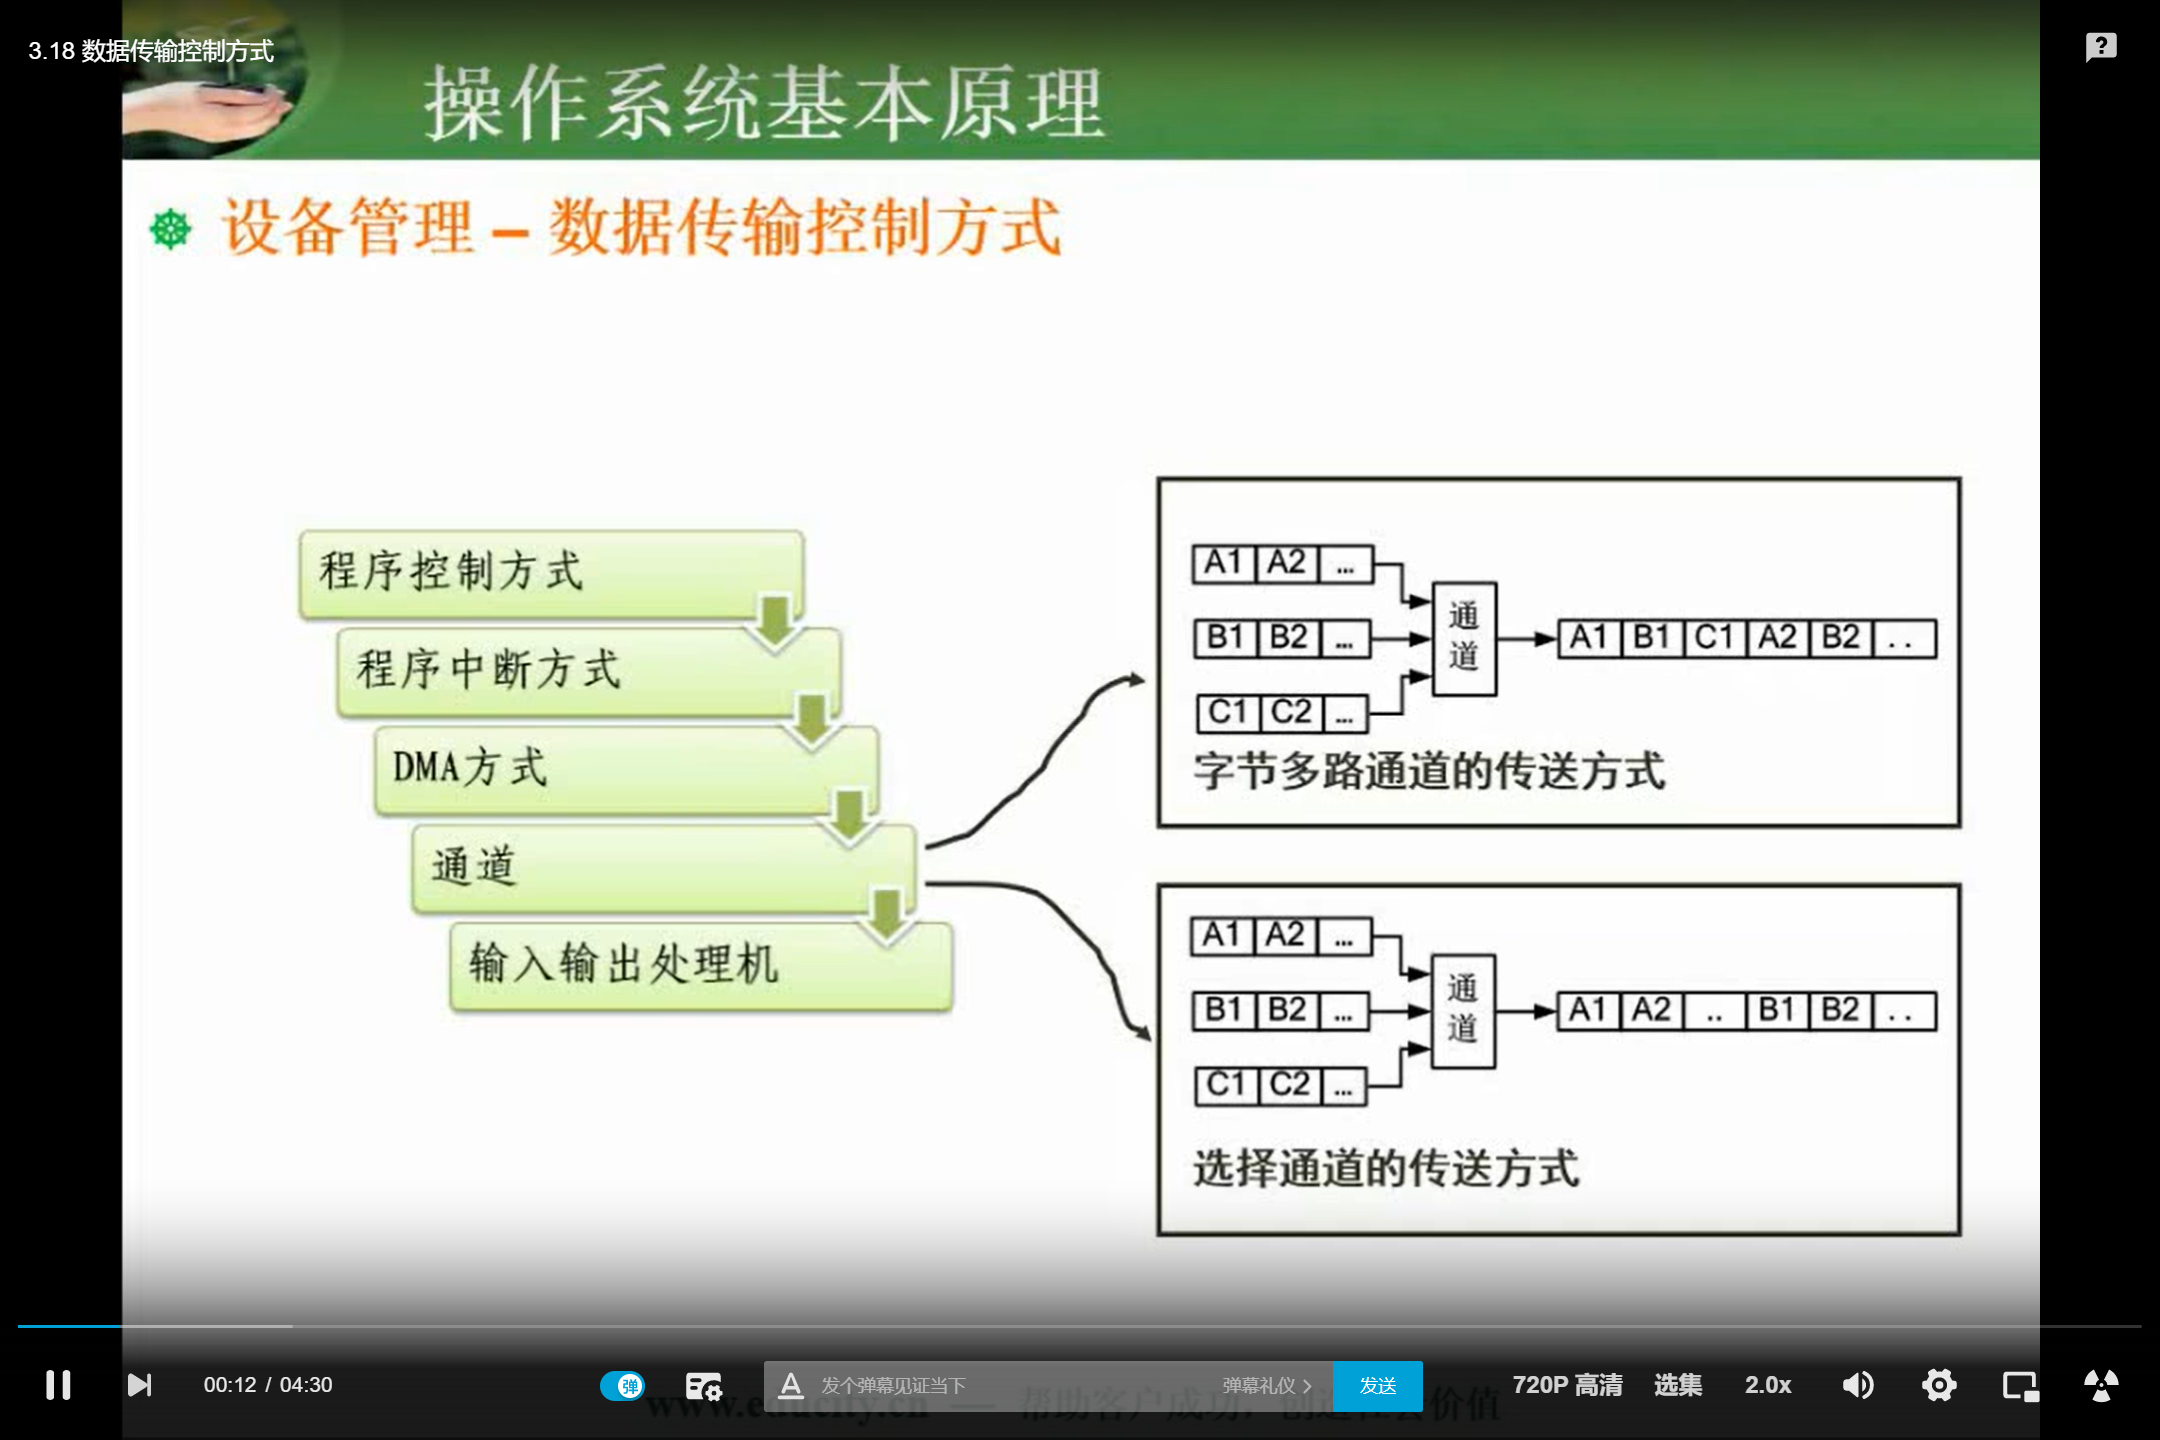 3.18 数据传输控制方式
操作系统基本原理
设备管理 – 数据传输控制方式
程序控制方式
程序中断方式
DMA方式
通道
输入输出处理机
A1 A2 ...
B1 B2 ...
C1 C2 ...
通道
A1 B1 C1 A2 B2 ..
字节多路通道的传送方式
A1 A2 ...
B1 B2 ...
C1 C2 ...
通道
A1 A2 .. B1 B2 ..
选择通道的传送方式
00:12 / 04:30
弹
发个弹幕见证当下
弹幕礼仪
发送
720P 高清
选集
2.0x
www.educity.cn — 帮助客户成功，创造社会价值